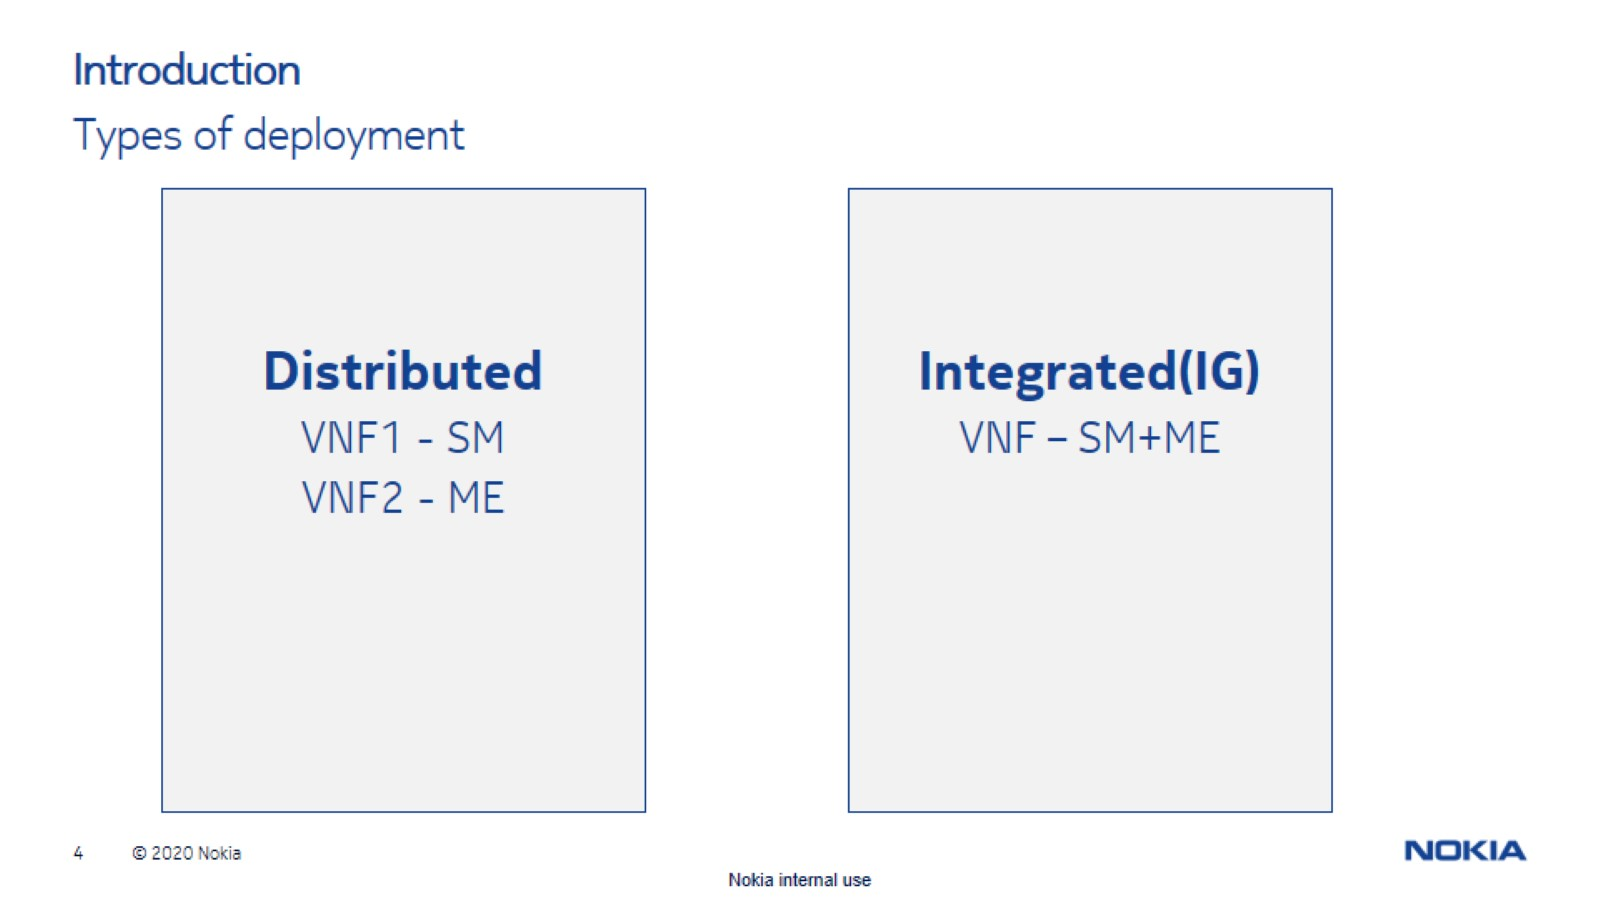 Introduction
Types of deployment
Distributed
VNF1 - SM
VNF2 - ME
Integrated(IG)
VNF – SM+ME
4 © 2020 Nokia
NOKIA
Nokia internal use